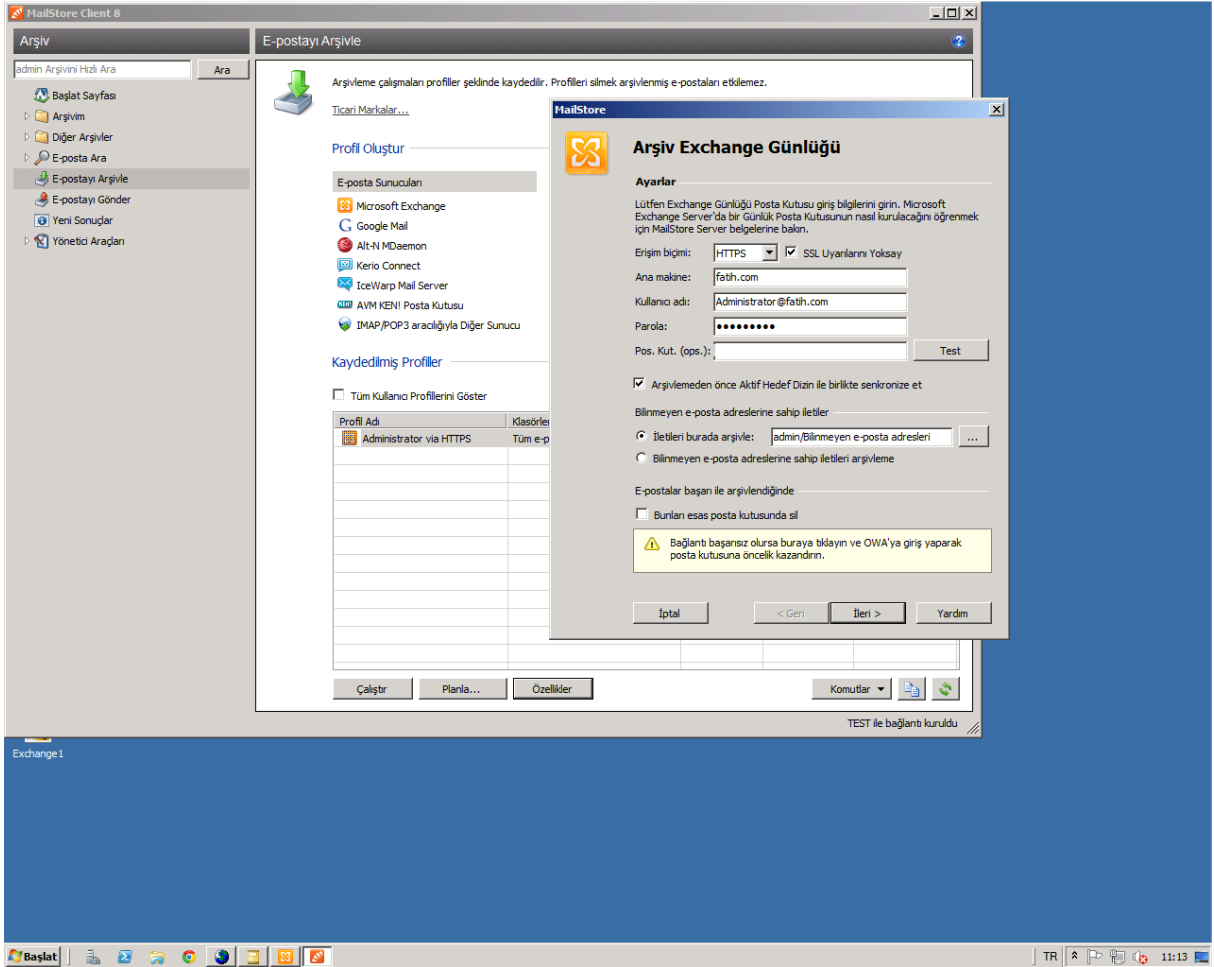 MailStore Client 8
Arşiv
E-postayı Arşivle
admin Arşivini Hızlı Ara
Ara
Başlat Sayfası
Arşivim
Diğer Arşivler
E-posta Ara
E-postayı Arşivle
E-postayı Gönder
Yeni Sonuçlar
Yönetici Araçları
Arşivleme çalışmaları profiller şeklinde kaydedilir. Profilleri silmek arşivlenmiş e-postaları etkilemez.
Ticari Markalar...
Profil Oluştur
E-posta Sunucuları
Microsoft Exchange
Google Mail
Alt-N MDaemon
Kerio Connect
IceWarp Mail Server
AVM KEN! Posta Kutusu
IMAP/POP3 aracılığıyla Diğer Sunucu
Kaydedilmiş Profiller
Tüm Kullanıcı Profillerini Göster
Profil Adı
Klasörler
Administrator via HTTPS
Tüm e-p
Çalıştır
Planla...
Özellikler
Komutlar
TEST ile bağlantı kuruldu
MailStore
Arşiv Exchange Günlüğü
Ayarlar
Lütfen Exchange Günlüğü Posta Kutusu giriş bilgilerini girin. Microsoft
Exchange Server'da bir Günlük Posta Kutusunun nasıl kurulacağını öğrenmek
için MailStore Server belgelerine bakın.
Erişim biçimi:
HTTPS
SSL Uyarılarını Yoksay
Ana makine:
fatih.com
Kullanıcı adı:
Administrator@fatih.com
Parola:
•••••••••
Pos. Kut. (ops.):
Test
Arşivlemeden önce Aktif Hedef Dizin ile birlikte senkronize et
Bilinmeyen e-posta adreslerine sahip iletiler
İletileri burada arşivle:
admin/Bilinmeyen e-posta adresleri
...
Bilinmeyen e-posta adreslerine sahip iletileri arşivleme
E-postalar başarı ile arşivlendiğinde
Bunları esas posta kutusunda sil
Bağlantı başarısız olursa buraya tıklayın ve OWA'ya giriş yaparak
posta kutusuna öncelik kazandırın.
İptal
< Geri
İleri >
Yardım
Exchange1
Başlat
TR
11:13